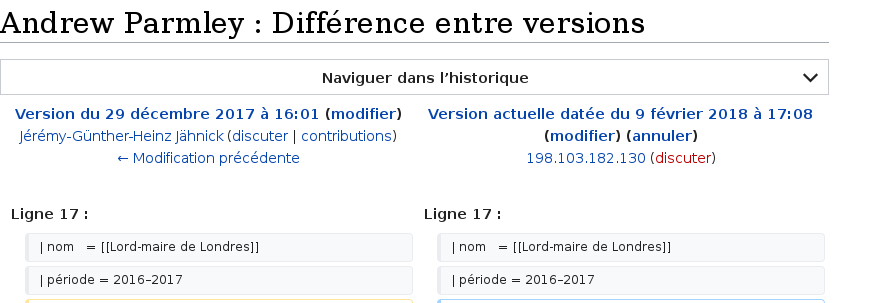 Andrew Parmley : Différence entre versions
Naviguer dans l’historique
Version du 29 décembre 2017 à 16:01 (modifier)
Jérémy-Günther-Heinz Jähnick (discuter | contributions)
← Modification précédente
Version actuelle datée du 9 février 2018 à 17:08
(modifier) (annuler)
198.103.182.130 (discuter)
Ligne 17 :
Ligne 17 :
| nom   = [[Lord-maire de Londres]]
| nom   = [[Lord-maire de Londres]]
| période = 2016–2017
| période = 2016–2017